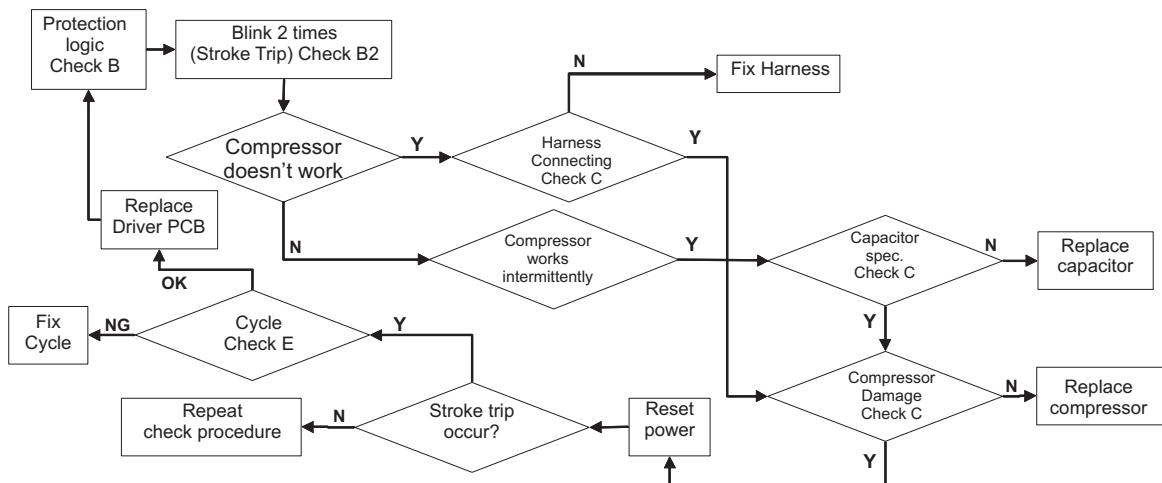 Protection
logic
Check B
Blink 2 times
(Stroke Trip) Check B2
N
Fix Harness
Compressor
doesn't work
Y
Harness
Connecting
Check C
Y
Replace
Driver PCB
N
Compressor
works
intermittently
Y
Capacitor
spec.
Check C
N
Replace
capacitor
OK
Fix
Cycle
NG
Cycle
Check E
Y
Y
Compressor
Damage
Check C
N
Replace
compressor
Repeat
check procedure
N
Stroke trip
occur?
Reset
power
Y